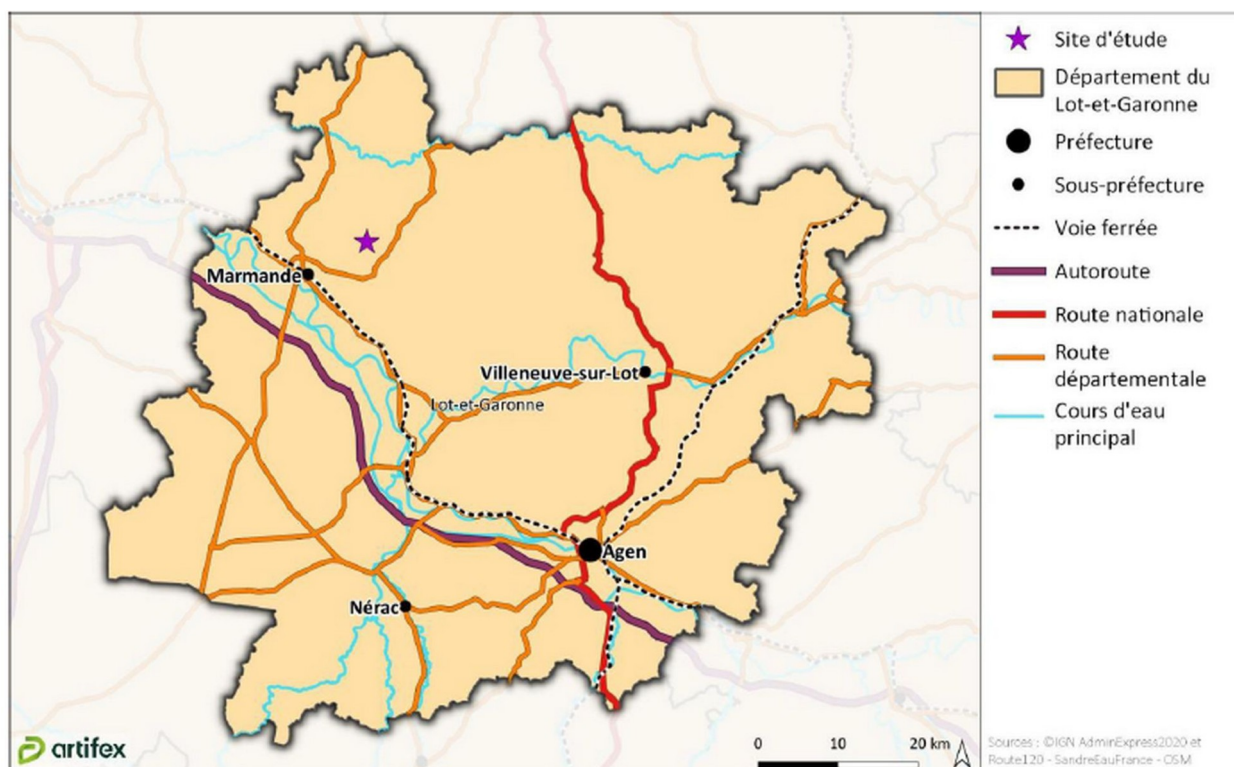 Marmande
Villeneuve-sur-Lot
Lot-et-Garonne
Agen
Nérac
artifex
0 10 20 km
Site d'étude
Département du
Lot-et-Garonne
Préfecture
Sous-préfecture
Voie ferrée
Autoroute
Route nationale
Route
départementale
Cours d'eau
principal
Sources : ©IGN AdminExpress2020 et
Route120 - SandreEauFrance - OSM